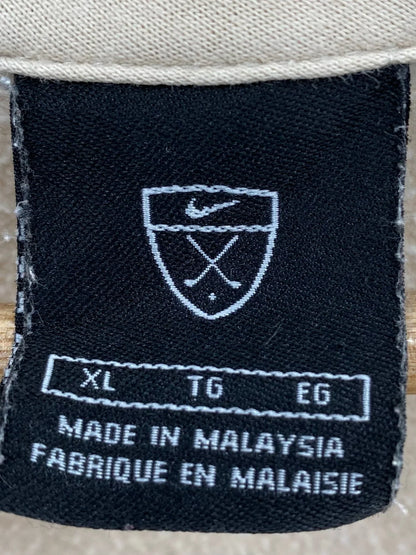 XL TG EG
MADE IN MALAYSIA
FABRIQUE EN MALAISIE